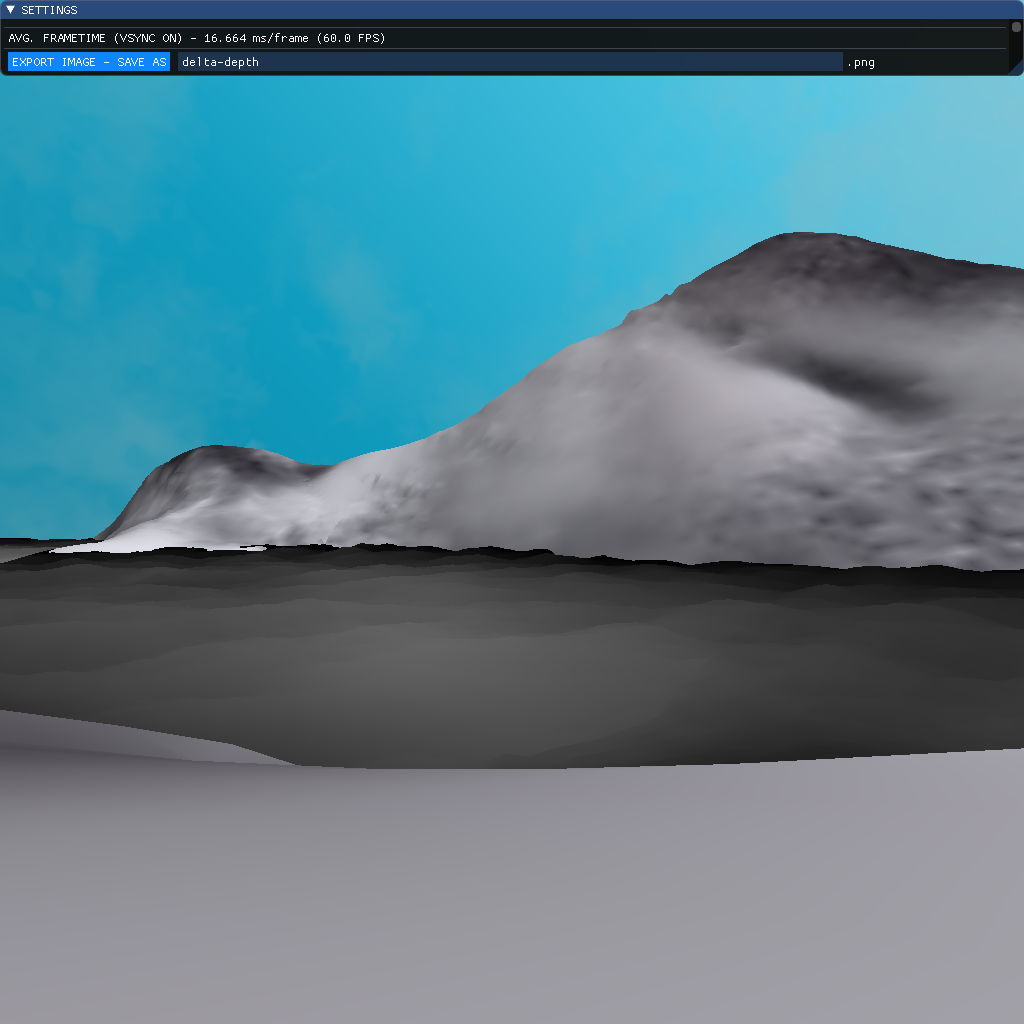 SETTINGS
AVG. FRAMETIME (VSYNC ON) - 16.664 ms/frame (60.0 FPS)
EXPORT IMAGE - SAVE AS delta-depth .png